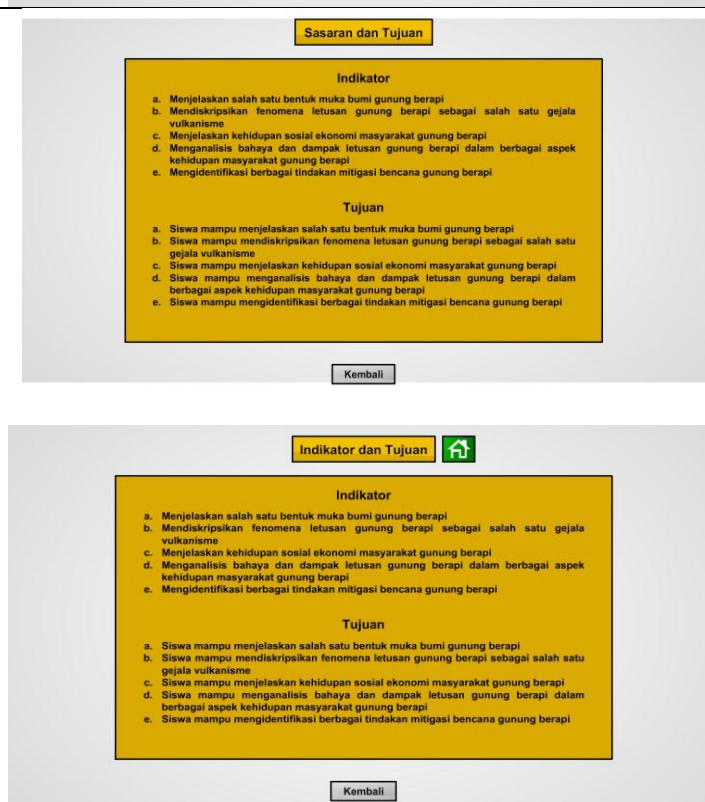 Sasaran dan Tujuan
Indikator
a. Menjelaskan salah satu bentuk muka bumi gunung berapi
b. Mendiskripsikan fenomena letusan gunung berapi sebagai salah satu gejala
vulkanisme
c. Menjelaskan kehidupan sosial ekonomi masyarakat gunung berapi
d. Menganalisis bahaya dan dampak letusan gunung berapi dalam berbagai aspek
kehidupan masyarakat gunung berapi
e. Mengidentifikasi berbagai tindakan mitigasi bencana gunung berapi
Tujuan
a. Siswa mampu menjelaskan salah satu bentuk muka bumi gunung berapi
b. Siswa mampu mendiskripsikan fenomena letusan gunung berapi sebagai salah satu
gejala vulkanisme
c. Siswa mampu menjelaskan kehidupan sosial ekonomi masyarakat gunung berapi
d. Siswa mampu menganalisis bahaya dan dampak letusan gunung berapi dalam
berbagai aspek kehidupan masyarakat gunung berapi
e. Siswa mampu mengidentifikasi berbagai tindakan mitigasi bencana gunung berapi
Kembali
Indikator dan Tujuan
Indikator
a. Menjelaskan salah satu bentuk muka bumi gunung berapi
b. Mendiskripsikan fenomena letusan gunung berapi sebagai salah satu gejala
vulkanisme
c. Menjelaskan kehidupan sosial ekonomi masyarakat gunung berapi
d. Menganalisis bahaya dan dampak letusan gunung berapi dalam berbagai aspek
kehidupan masyarakat gunung berapi
e. Mengidentifikasi berbagai tindakan mitigasi bencana gunung berapi
Tujuan
a. Siswa mampu menjelaskan salah satu bentuk muka bumi gunung berapi
b. Siswa mampu mendiskripsikan fenomena letusan gunung berapi sebagai salah satu
gejala vulkanisme
c. Siswa mampu menjelaskan kehidupan sosial ekonomi masyarakat gunung berapi
d. Siswa mampu menganalisis bahaya dan dampak letusan gunung berapi dalam
berbagai aspek kehidupan masyarakat gunung berapi
e. Siswa mampu mengidentifikasi berbagai tindakan mitigasi bencana gunung berapi
Kembali